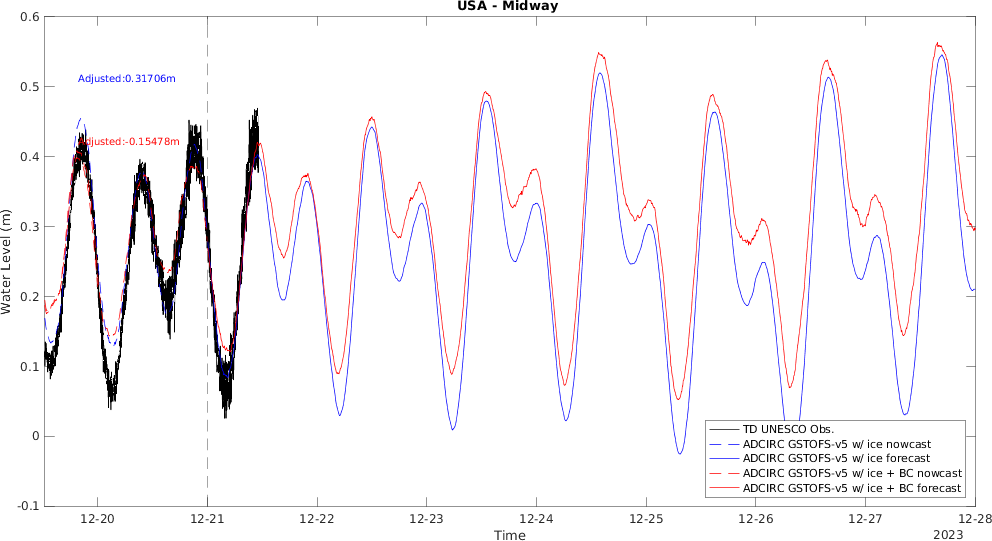 USA - Midway
0.6
0.5
0.4
0.3
0.2
0.1
0
-0.1
Water Level (m)
Adjusted:0.31706m
Adjusted:-0.15478m
TD UNESCO Obs.
ADCIRC GSTOFS-v5 w/ ice nowcast
ADCIRC GSTOFS-v5 w/ ice forecast
ADCIRC GSTOFS-v5 w/ ice + BC nowcast
ADCIRC GSTOFS-v5 w/ ice + BC forecast
12-20 12-21 12-22 12-23 12-24 12-25 12-26 12-27 12-28
Time
2023